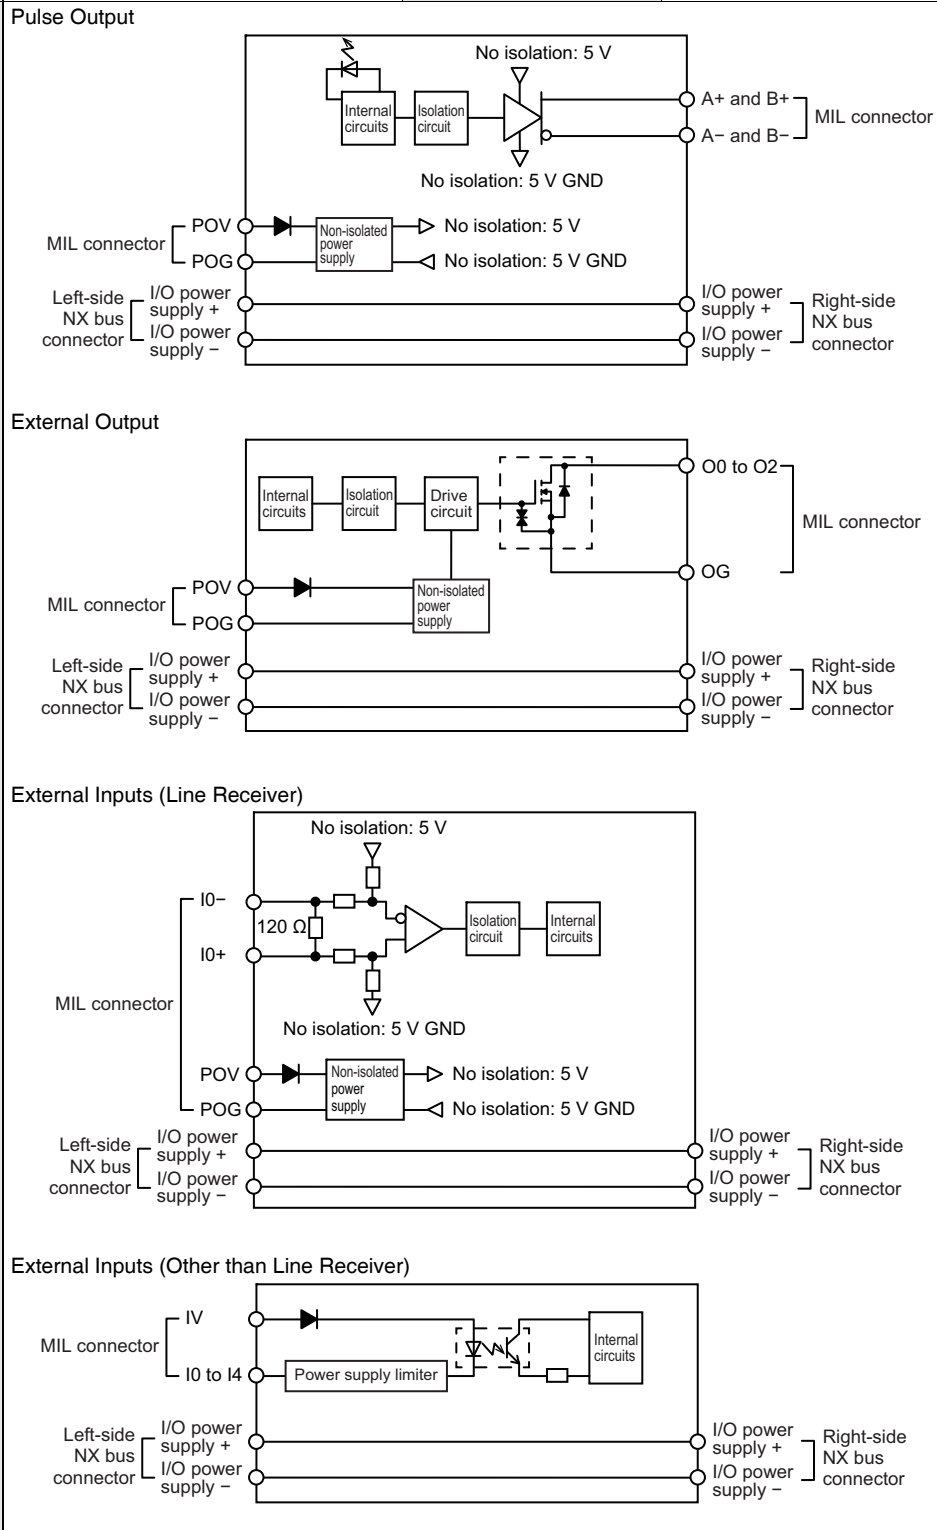 Pulse Output
No isolation: 5 V
Internal
circuits
Isolation
circuit
A+ and B+
A− and B−
MIL connector
No isolation: 5 V GND
MIL connector
POV
POG
Non-isolated
power
supply
No isolation: 5 V
No isolation: 5 V GND
Left-side
NX bus
connector
I/O power
supply +
I/O power
supply −
I/O power
supply +
I/O power
supply −
Right-side
NX bus
connector
External Output
Internal
circuits
Isolation
circuit
Drive
circuit
O0 to O2
OG
MIL connector
MIL connector
POV
POG
Non-isolated
power
supply
Left-side
NX bus
connector
I/O power
supply +
I/O power
supply −
I/O power
supply +
I/O power
supply −
Right-side
NX bus
connector
External Inputs (Line Receiver)
No isolation: 5 V
I0−
120 Ω
I0+
Isolation
circuit
Internal
circuits
MIL connector
No isolation: 5 V GND
POV
POG
Non-isolated
power
supply
No isolation: 5 V
No isolation: 5 V GND
Left-side
NX bus
connector
I/O power
supply +
I/O power
supply −
I/O power
supply +
I/O power
supply −
Right-side
NX bus
connector
External Inputs (Other than Line Receiver)
MIL connector
IV
I0 to I4
Power supply limiter
Internal
circuits
Left-side
NX bus
connector
I/O power
supply +
I/O power
supply −
I/O power
supply +
I/O power
supply −
Right-side
NX bus
connector